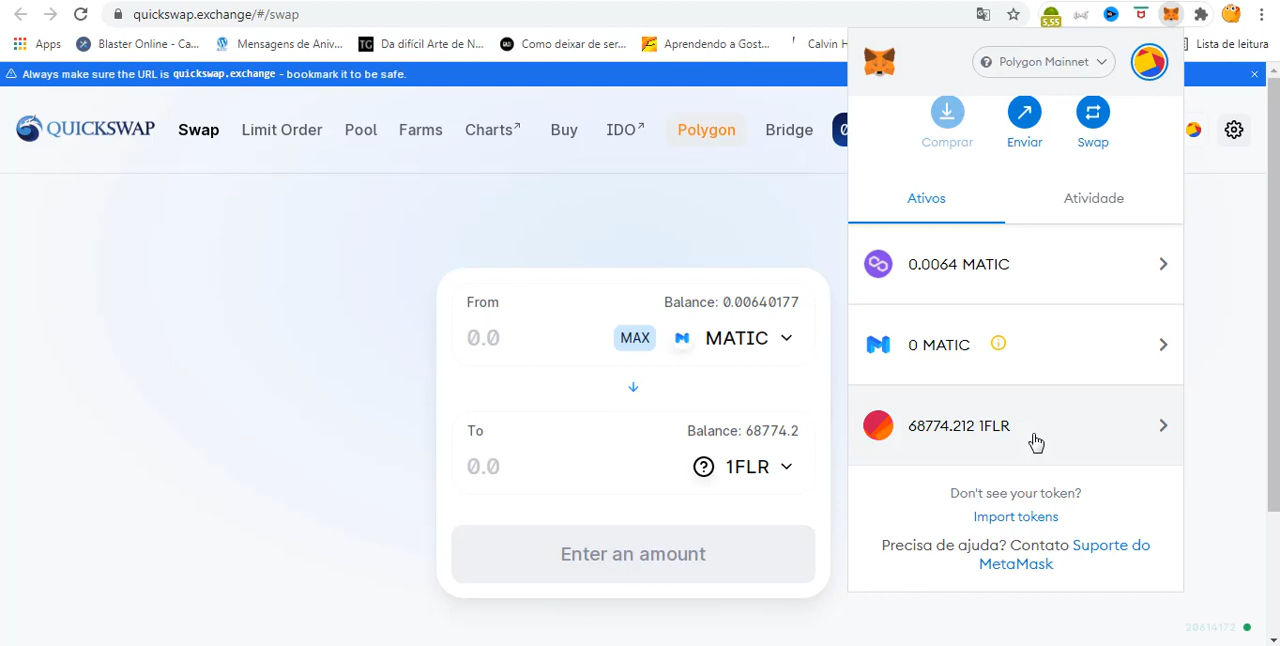 quickswap.exchange/#/swap
5.55
Apps
Blaster Online - Ca...
Mensagens de Aniv...
TG
Da difícil Arte de N...
Como deixar de ser...
Aprendendo a Gost...
Calvin H
Lista de leitura
Always make sure the URL is quickswap.exchange - bookmark it to be safe.
QUICKSWAP
Swap
Limit Order
Pool
Farms
Charts↗
Buy
IDO↗
Polygon
Bridge
Polygon Mainnet
Comprar
Enviar
Swap
Ativos
Atividade
0.0064 MATIC
0 MATIC
68774.212 1FLR
Don't see your token?
Import tokens
Precisa de ajuda? Contato Suporte do
MetaMask
From
Balance: 0.00640177
0.0
MAX
MATIC
To
Balance: 68774.2
0.0
1FLR
Enter an amount
20614172